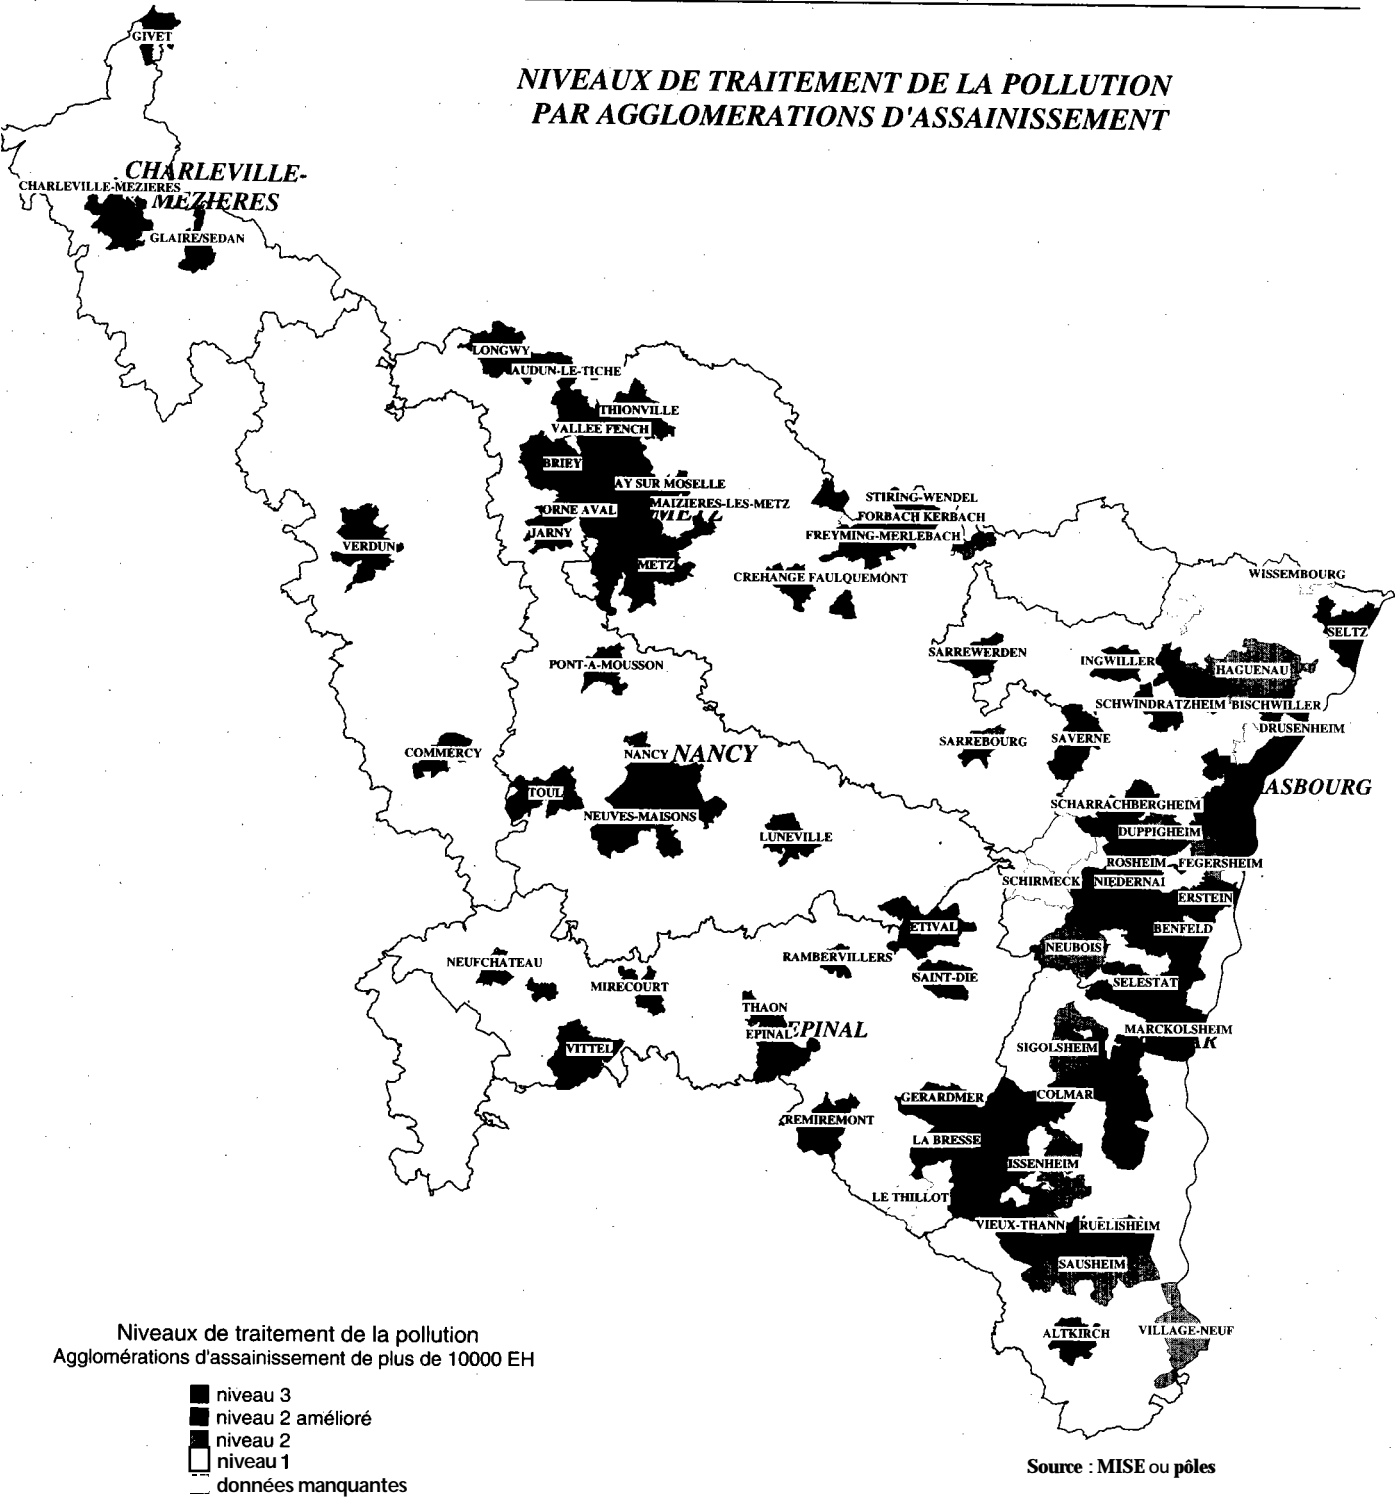 NIVEAUX DE TRAITEMENT DE LA POLLUTION
PAR AGGLOMERATIONS D'ASSAINISSEMENT
GIVET
CHARLEVILLE-
MEZIERES
CHARLEVILLE-MEZIERES
GLAIRE/SEDAN
LONGWY
AUDUN-LE-TICHE
THIONVILLE
VALLEE FENCH
BRIEY
AY SUR MOSELLE
MAIZIERES-LES-METZ
ORNE AVAL
JARNY
METZ
VERDUN
STIRING-WENDEL
FORBACH KERBACH
FREYMING-MERLEBACH
CREHANGE FAULQUEMONT
WISSEMBOURG
SELTZ
SARREWERDEN
INGWILLER
HAGUENAU
PONT-A-MOUSSON
SCHWINDRATZHEIM BISCHWILLER
DRUSENHEIM
SARREBOURG
SAVERNE
COMMERCY
NANCY NANCY
TOUL
NEUVES-MAISONS
LUNEVILLE
ASBOURG
SCHARRACHBERGHEIM
DUPPIGHEIM
ROSHEIM
FEGERSHEIM
SCHIRMECK
NIEDERNAI
ERSTEIN
BENFELD
ETIVAL
NEUBOIS
RAMBERVILLERS
SAINT-DIE
SELESTAT
NEUFCHATEAU
MIRECOURT
THAON
EPINAL
EPINAL
VITTEL
MARCKOLSHEIM
SIGOLSHEIM
GERARDMER
COLMAR
REMIREMONT
LA BRESSE
ISSENHEIM
LE THILLOT
VIEUX-THANN
RUELISHEIM
SAUSHEIM
ALTKIRCH
VILLAGE-NEUF
Niveaux de traitement de la pollution
Agglomérations d'assainissement de plus de 10000 EH
niveau 3
niveau 2 amélioré
niveau 2
niveau 1
données manquantes
Source : MISE ou pôles